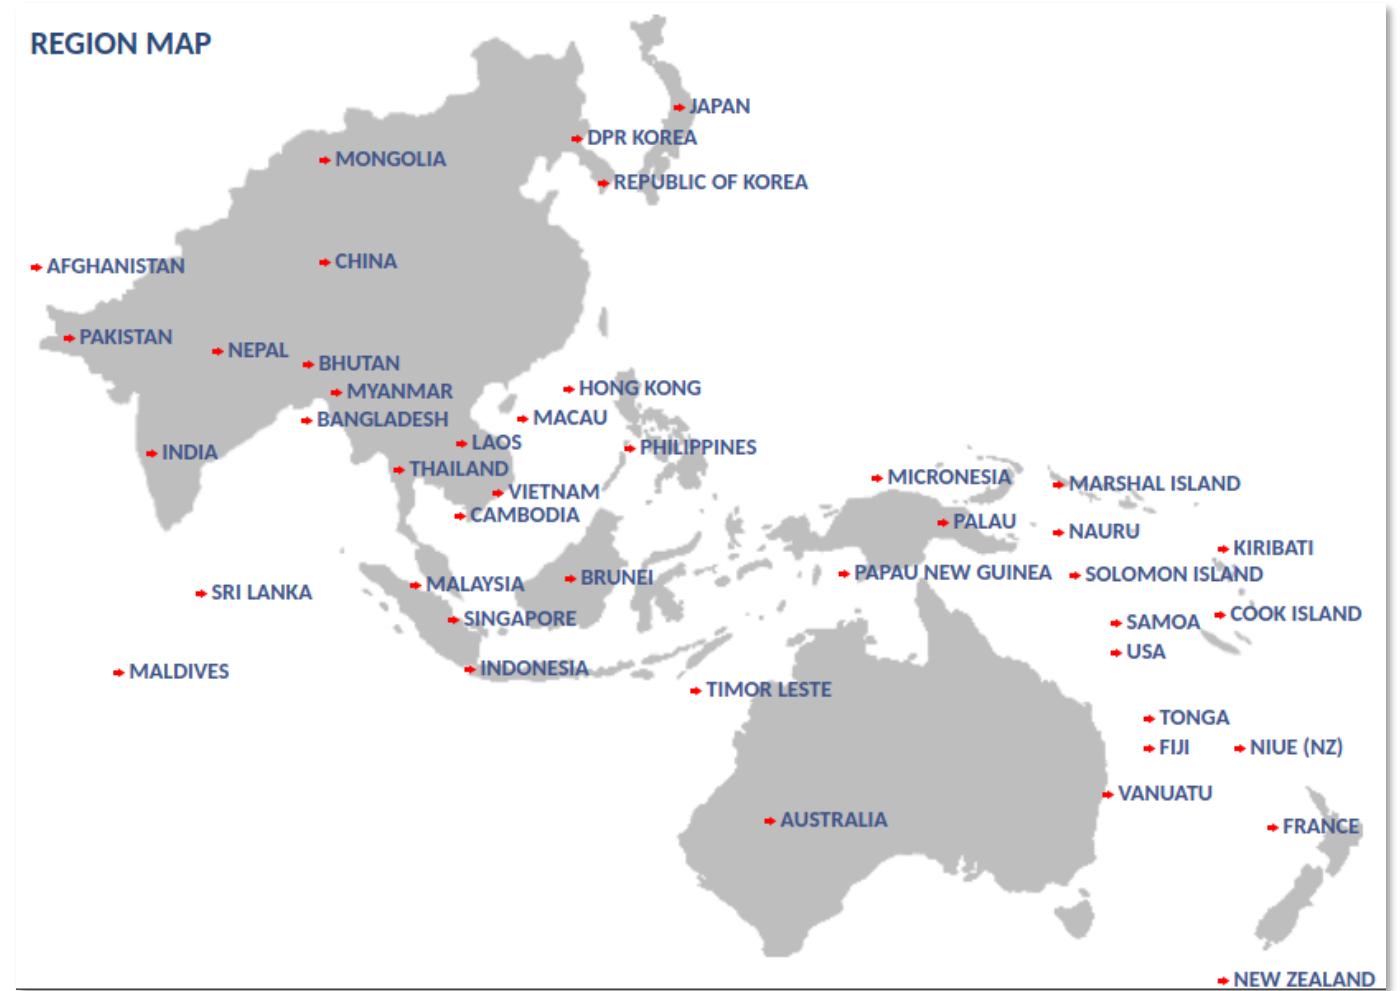 REGION MAP
JAPAN
DPR KOREA
MONGOLIA
REPUBLIC OF KOREA
CHINA
AFGHANISTAN
PAKISTAN
NEPAL
BHUTAN
HONG KONG
MYANMAR
MACAU
BANGLADESH
LAOS
PHILIPPINES
INDIA
THAILAND
MICRONESIA
MARSHAL ISLAND
VIETNAM
CAMBODIA
PALAU
NAURU
KIRIBATI
PAPAU NEW GUINEA
SOLOMON ISLAND
BRUNEI
MALAYSIA
SRI LANKA
COOK ISLAND
SINGAPORE
SAMOA
USA
INDONESIA
MALDIVES
TIMOR LESTE
TONGA
FIJI
NIUE (NZ)
VANUATU
AUSTRALIA
FRANCE
NEW ZEALAND